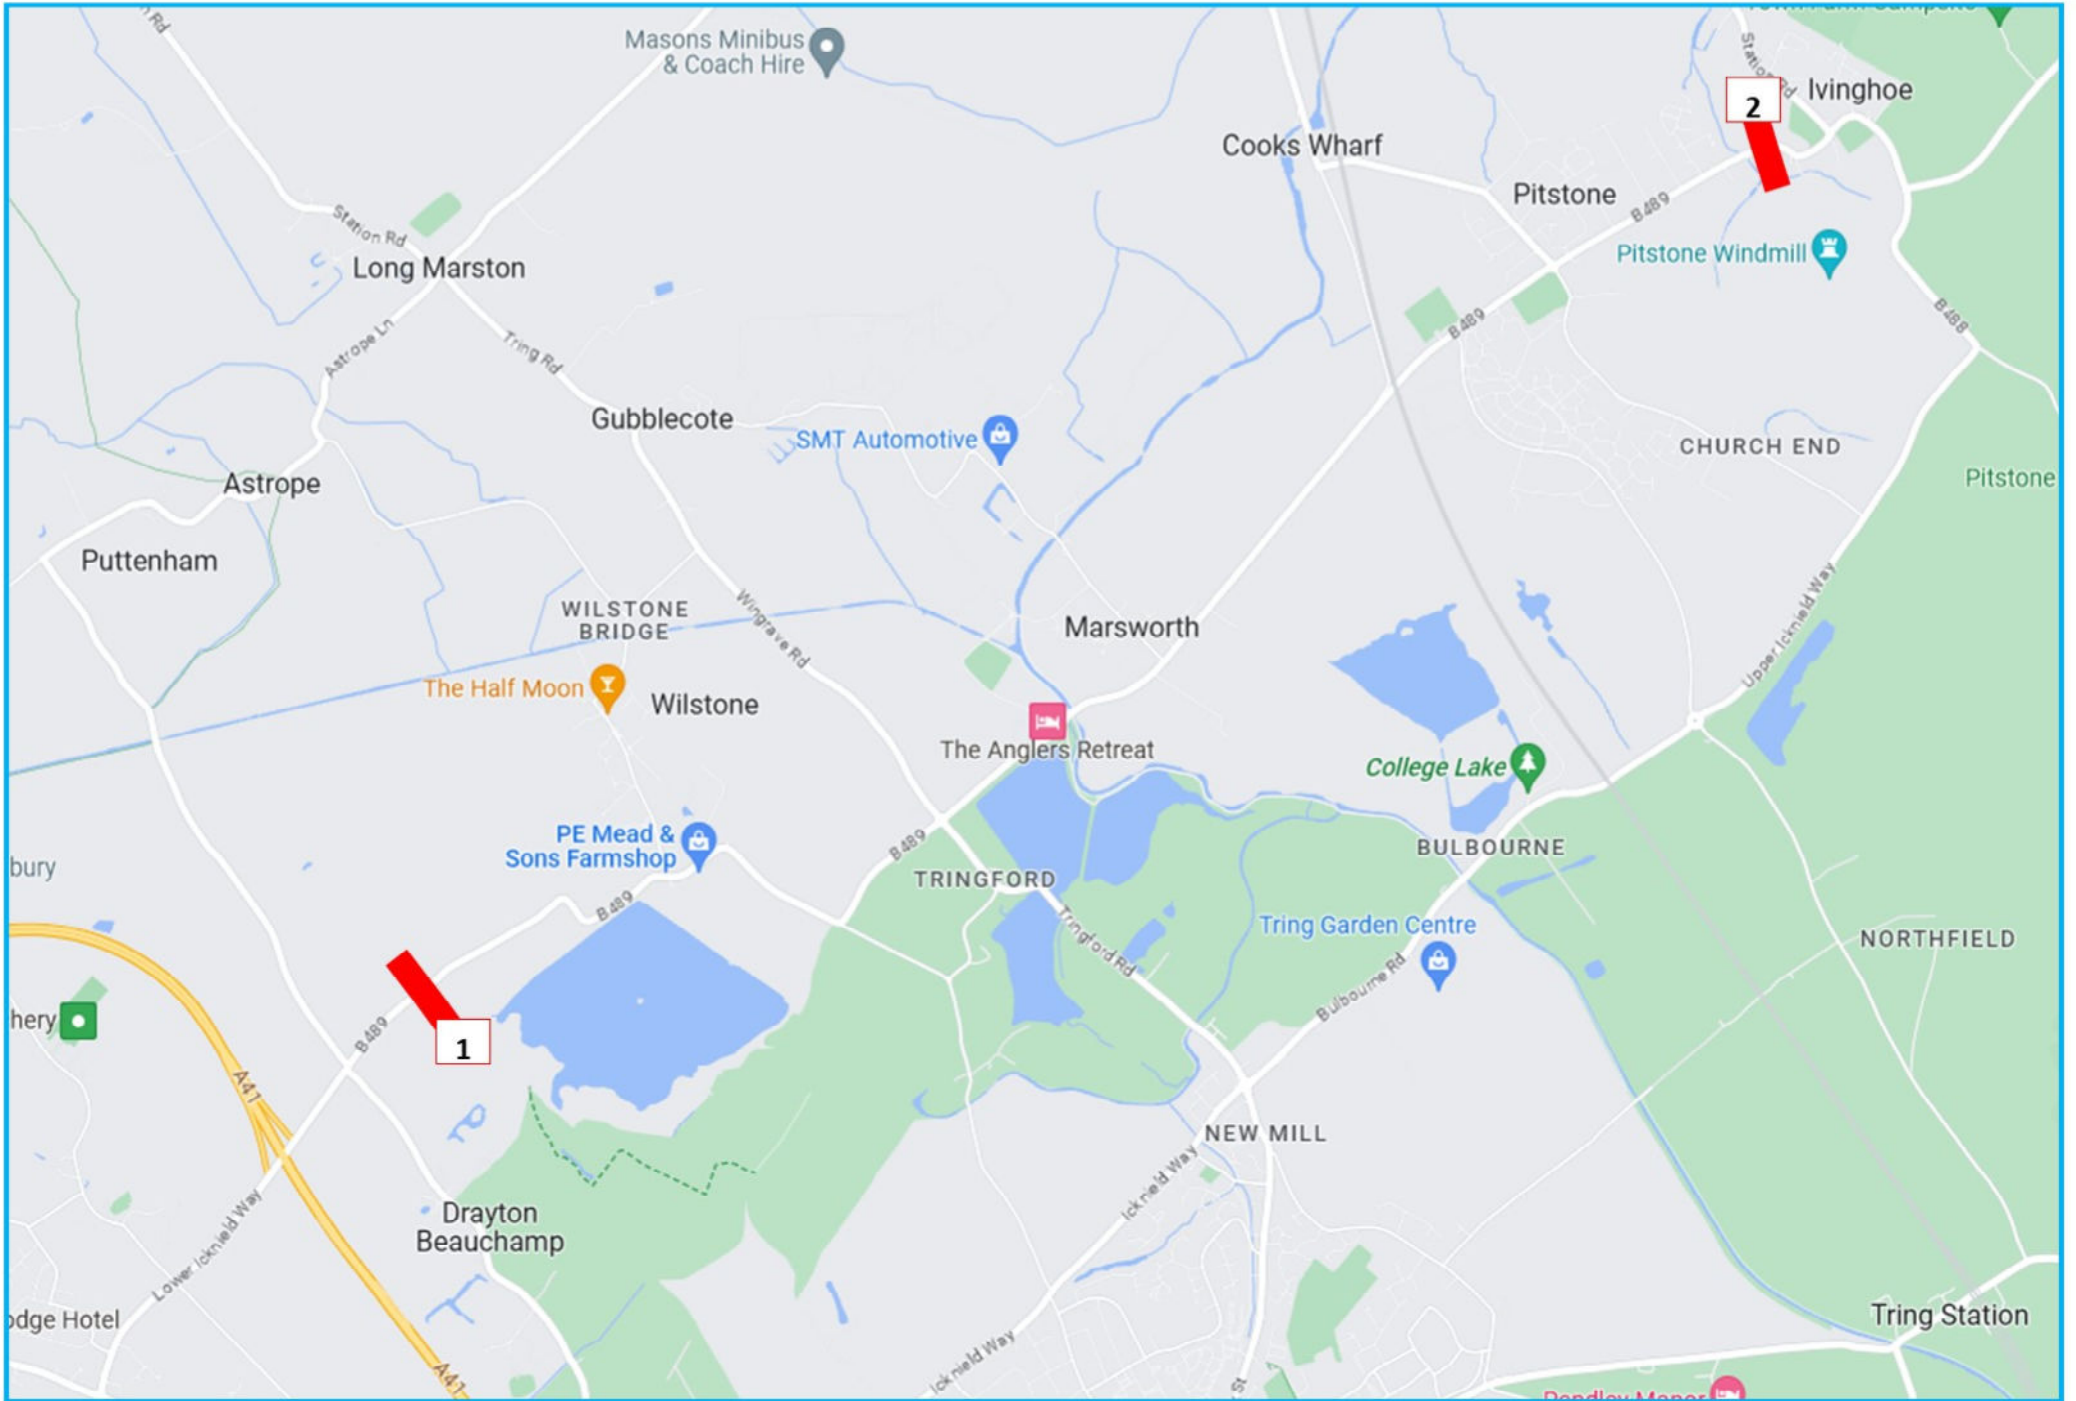 n Rd
Masons Minibus
& Coach Hire
Station Rd
Ivinghoe
2
Cooks Wharf
Pitstone
B489
Pitstone Windmill
Station Rd
Long Marston
B488
B489
Astrope Ln
Tring Rd
Gubblecote
SMT Automotive
CHURCH END
Pitstone
Astrope
Puttenham
WILSTONE
BRIDGE
Wingrave Rd
Marsworth
Upper Icknield Way
The Half Moon
Wilstone
The Anglers Retreat
College Lake
PE Mead &
Sons Farmshop
B489
BULBOURNE
bury
TRINGFORD
B489
Tringford Rd
Tring Garden Centre
NORTHFIELD
Bulbourne Rd
hery
B489
1
A41
NEW MILL
Icknield Way
Drayton
Beauchamp
Lower Icknield Way
odge Hotel
Tring Station
Icknield Way
A41
St